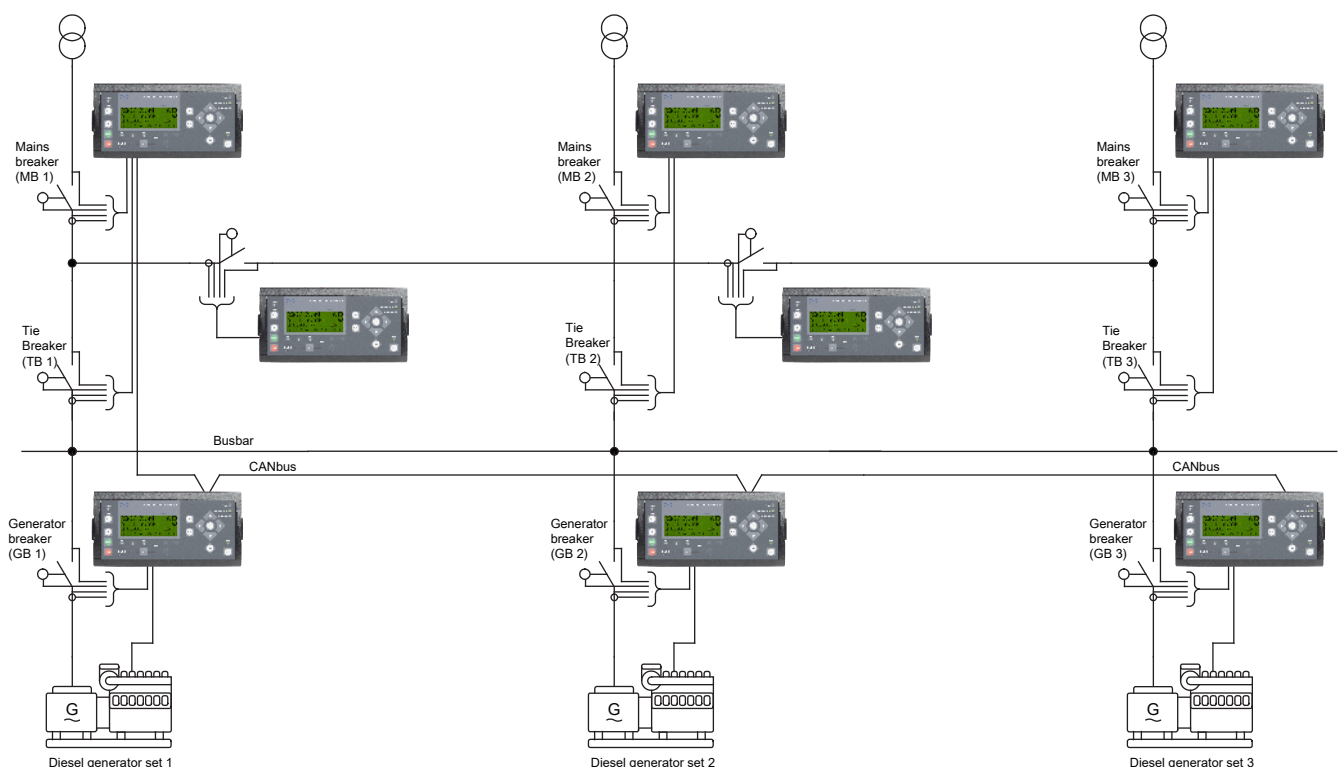 Mains
breaker
(MB 1)
Mains
breaker
(MB 2)
Mains
breaker
(MB 3)
Tie
Breaker
(TB 1)
Tie
Breaker
(TB 2)
Tie
Breaker
(TB 3)
Busbar
CANbus
CANbus
Generator
breaker
(GB 1)
Generator
breaker
(GB 2)
Generator
breaker
(GB 3)
G
G
G
Diesel generator set 1
Diesel generator set 2
Diesel generator set 3